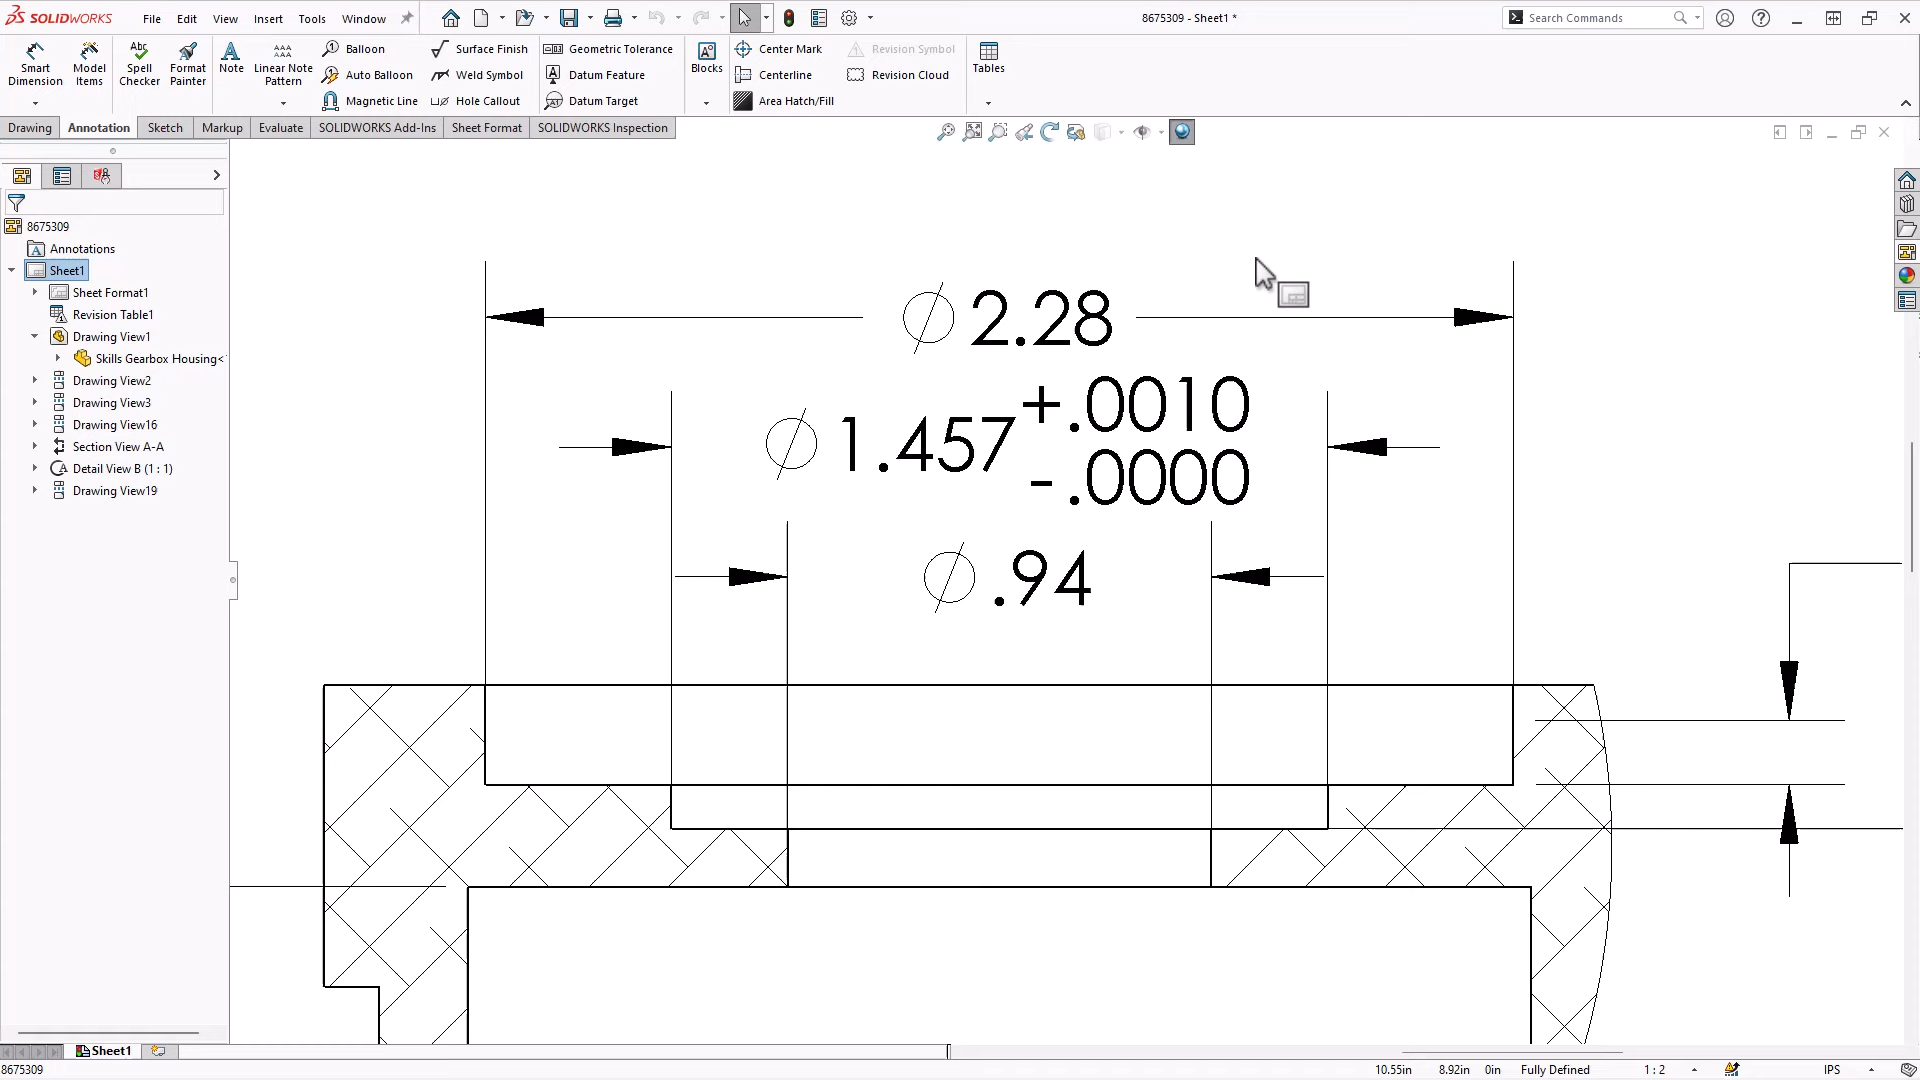 SOLIDWORKS File Edit View Insert Tools Window 8675309 - Sheet1 * Search Commands
Smart Dimension
Model Items
Spell Checker
Format Painter
Note
Linear Note Pattern
Balloon
Auto Balloon
Magnetic Line
Surface Finish
Weld Symbol
Hole Callout
Geometric Tolerance
Datum Feature
Datum Target
Blocks
Center Mark
Centerline
Area Hatch/Fill
Revision Symbol
Revision Cloud
Tables
Drawing Annotation Sketch Markup Evaluate SOLIDWORKS Add-Ins Sheet Format SOLIDWORKS Inspection
8675309
Annotations
Sheet1
Sheet Format1
Revision Table1
Drawing View1
Skills Gearbox Housing<
Drawing View2
Drawing View3
Drawing View16
Section View A-A
Detail View B (1 : 1)
Drawing View19
∅ 2.28
∅ 1.457 +.0010
- .0000
∅ .94
Sheet1
8675309 10.55in 8.92in 0in Fully Defined 1 : 2 IPS